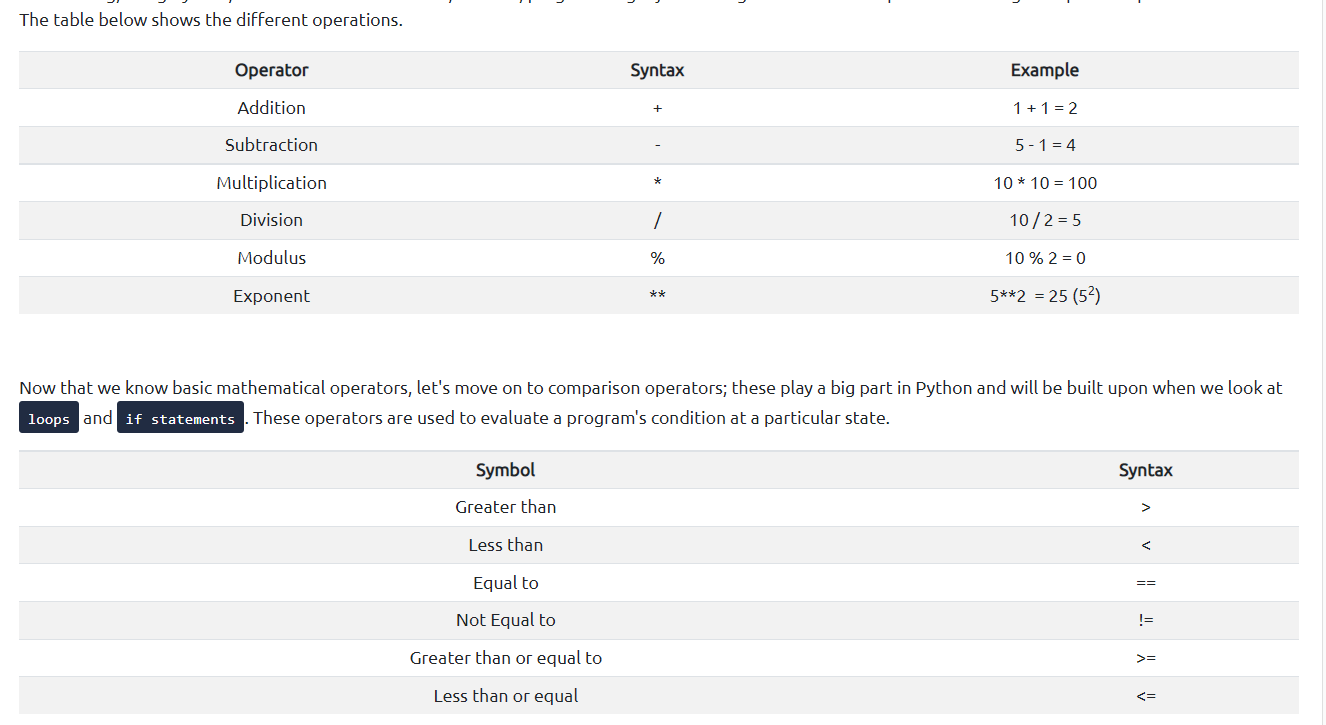 The table below shows the different operations.
Operator Syntax Example
Addition + 1 + 1 = 2
Subtraction - 5 - 1 = 4
Multiplication * 10 * 10 = 100
Division / 10 / 2 = 5
Modulus % 10 % 2 = 0
Exponent ** 5**2 = 25 (5²)
Now that we know basic mathematical operators, let's move on to comparison operators; these play a big part in Python and will be built upon when we look at
loops and if statements. These operators are used to evaluate a program's condition at a particular state.
Symbol Syntax
Greater than >
Less than <
Equal to ==
Not Equal to !=
Greater than or equal to >=
Less than or equal <=